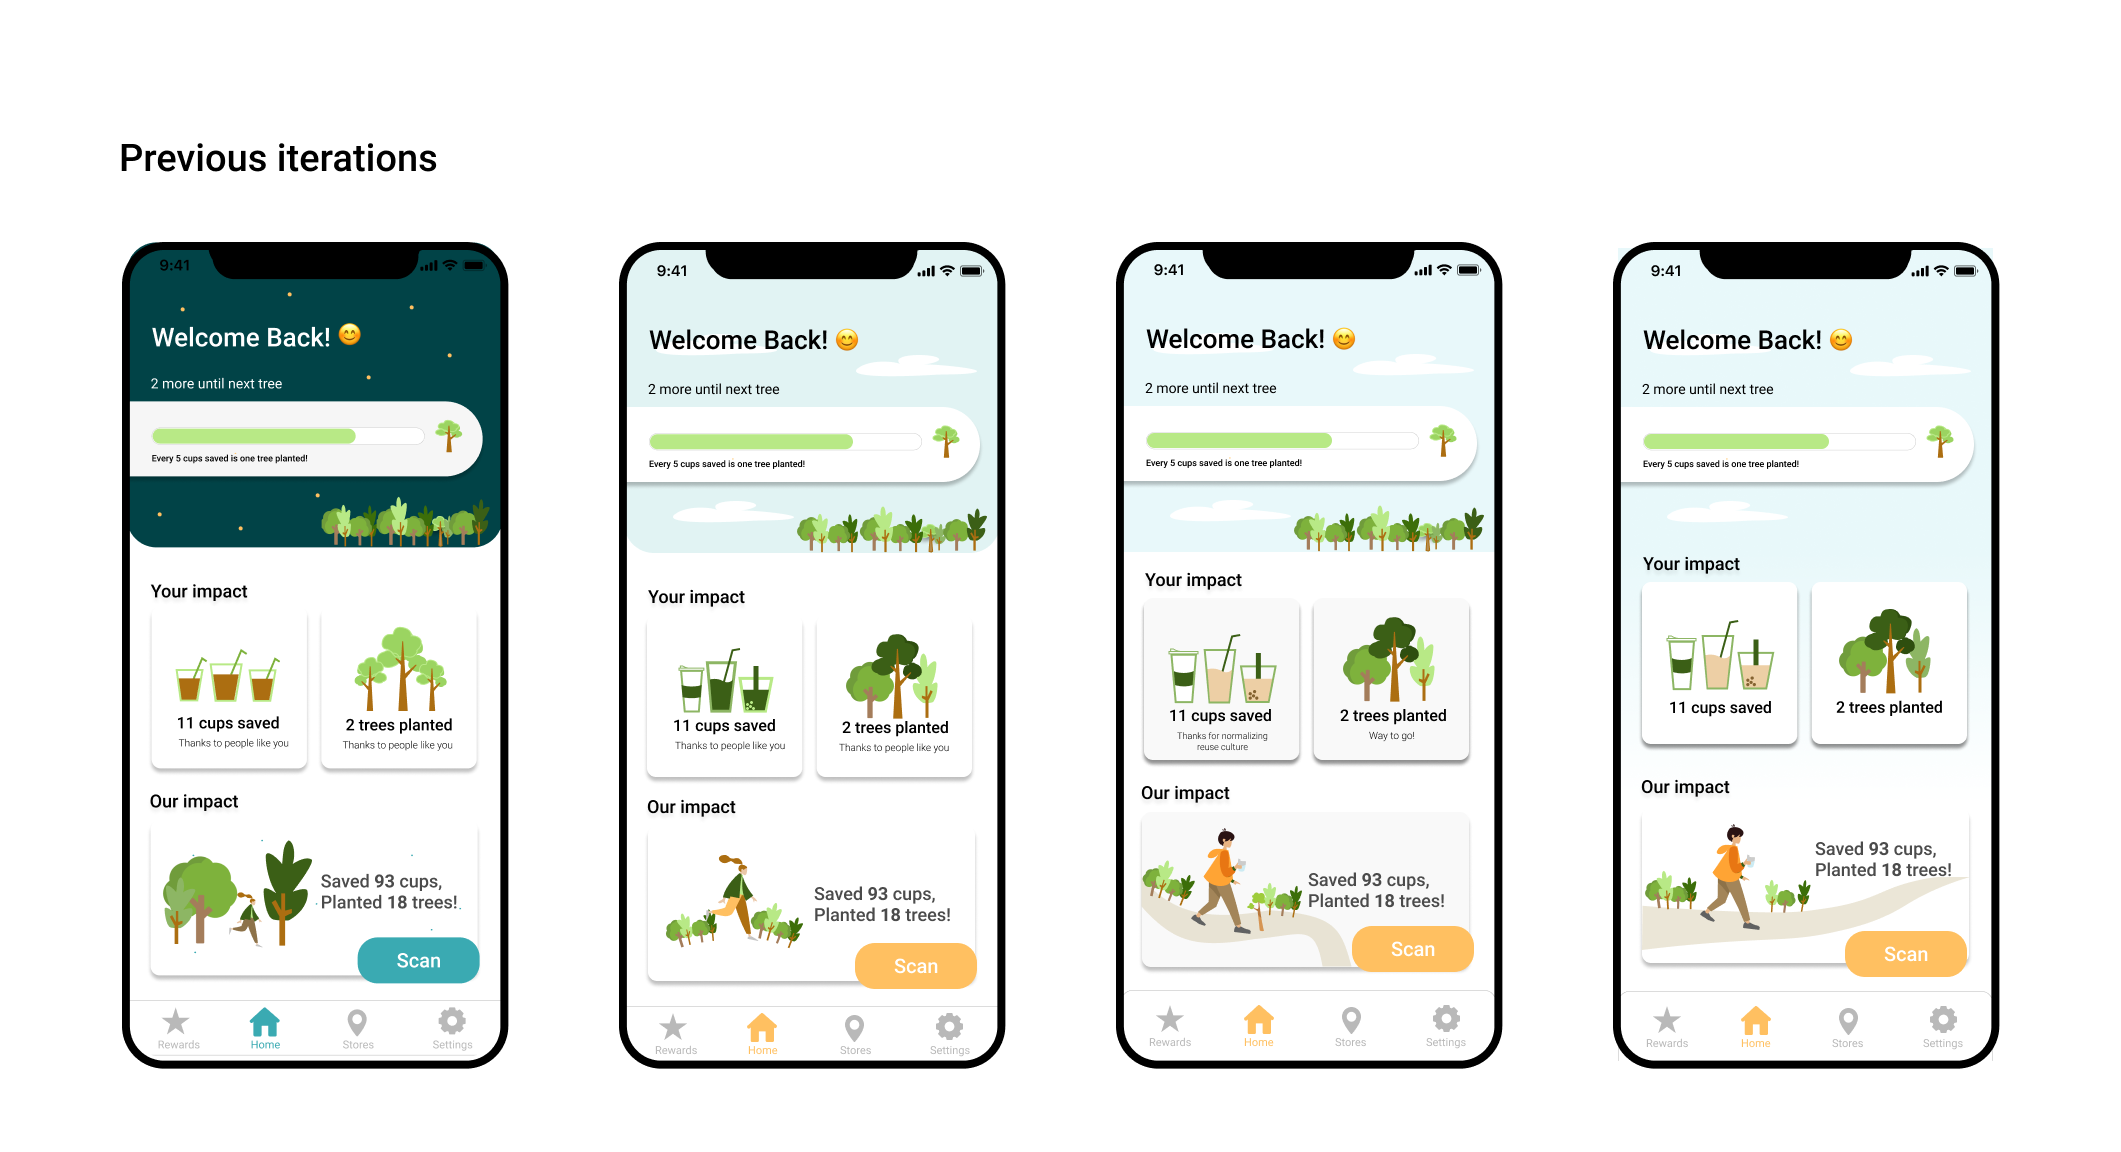 Previous iterations
9:41
Welcome Back!
2 more until next tree
Every 5 cups saved is one tree planted!
Your impact
11 cups saved
Thanks to people like you
2 trees planted
Thanks to people like you
Our impact
Saved 93 cups,
Planted 18 trees!
Scan
Rewards
Home
Stores
Settings
9:41
Welcome Back!
2 more until next tree
Every 5 cups saved is one tree planted!
Your impact
11 cups saved
Thanks to people like you
2 trees planted
Thanks to people like you
Our impact
Saved 93 cups,
Planted 18 trees!
Scan
Rewards
Home
Stores
Settings
9:41
Welcome Back!
2 more until next tree
Every 5 cups saved is one tree planted!
Your impact
11 cups saved
Thanks for normalizing
reuse culture
2 trees planted
Way to go!
Our impact
Saved 93 cups,
Planted 18 trees!
Scan
Rewards
Home
Stores
Settings
9:41
Welcome Back!
2 more until next tree
Every 5 cups saved is one tree planted!
Your impact
11 cups saved
2 trees planted
Our impact
Saved 93 cups,
Planted 18 trees!
Scan
Rewards
Home
Stores
Settings